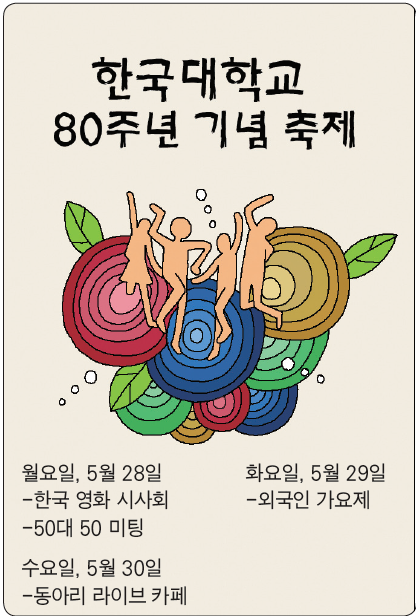 한국대학교
80주년 기념 축제
월요일, 5월 28일
-한국 영화 시사회
-50대 50 미팅
화요일, 5월 29일
-외국인 가요제
수요일, 5월 30일
-동아리 라이브 카페